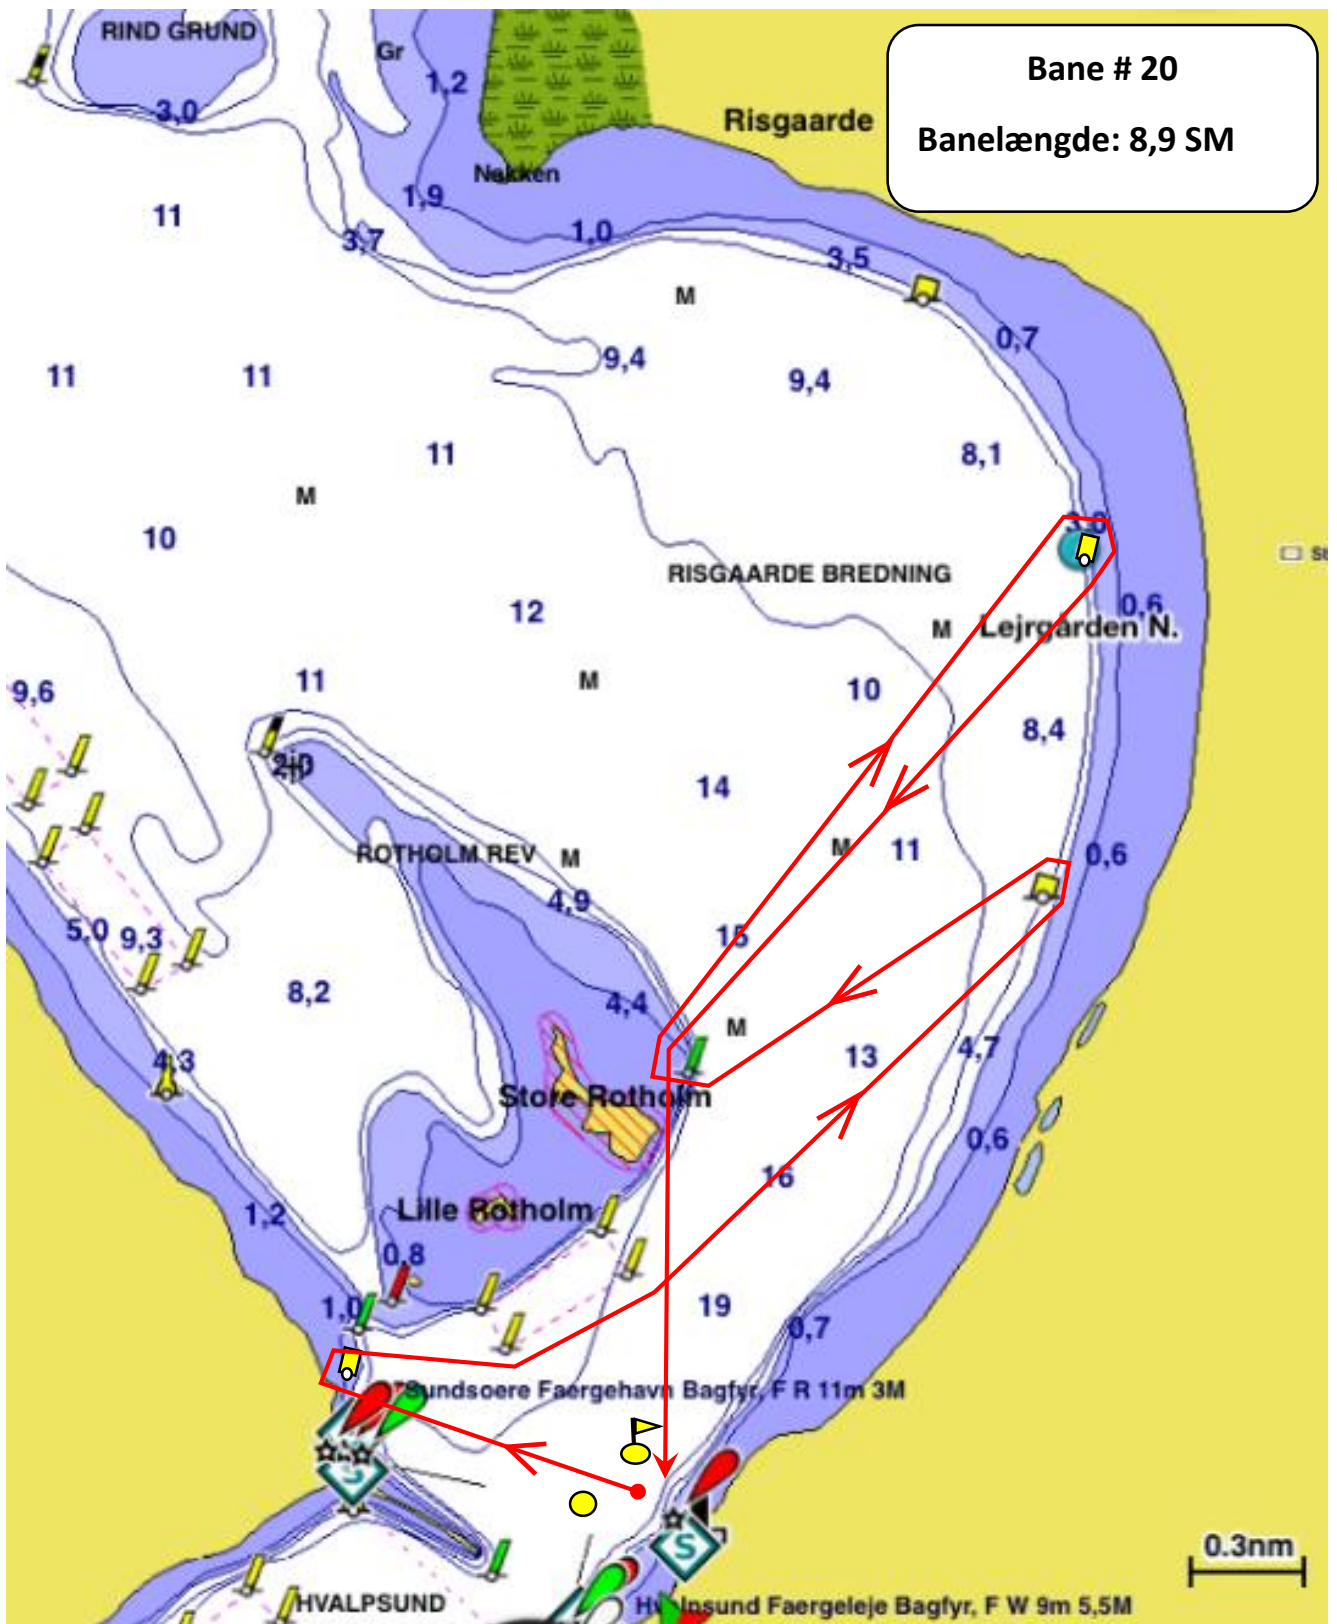 RIND GRUND
Gr
1,2
3,0
Bane # 20
Banelængde: 8,9 SM
Risgaarde
Nakken
1,9
11
3,7
1,0
3,5
M
0,7
9,4
9,4
11
11
11
8,1
M
3,0
10
RISGAARDE BREDNING
0,6
12
M
Lejrgården N.
11
M
10
9,6
8,4
2,0
14
ROTHOLM REV
M
M
11
0,6
4,9
5,0
9,3
15
8,2
4,4
M
13
4,7
4,3
Store Rotholm
0,6
16
1,2
Lille Rotholm
0,8
1,0
19
0,7
Sundsoere Faergehavn Bagfyr, F R 11m 3M
S
S
0.3nm
HVALPSUND
Hvalpsund Faergeleje Bagfyr, F W 9m 5,5M